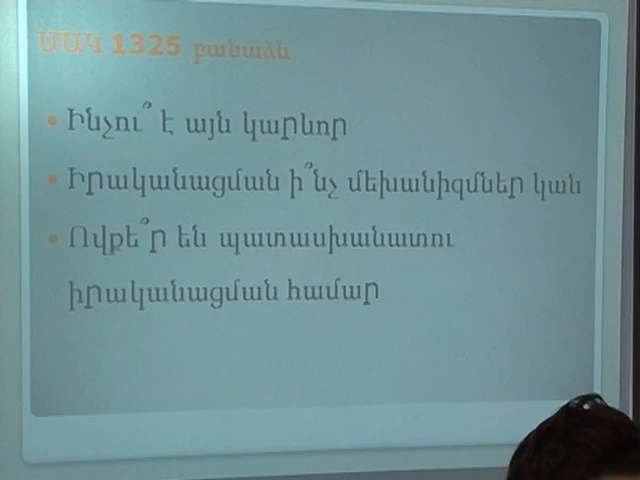 ՄԱԿ 1325 բանաձև
Ինչու՞ է այն կարևոր
Իրականացման ի՞նչ մեխանիզմներ կան
Ովքե՞ր են պատասխանատու
իրականացման համար